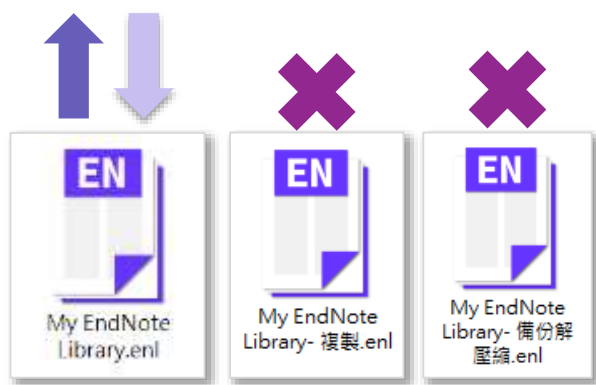 EN
My EndNote
Library.enl
EN
My EndNote
Library- 複製.enl
EN
My EndNote
Library- 備份解
壓縮.enl